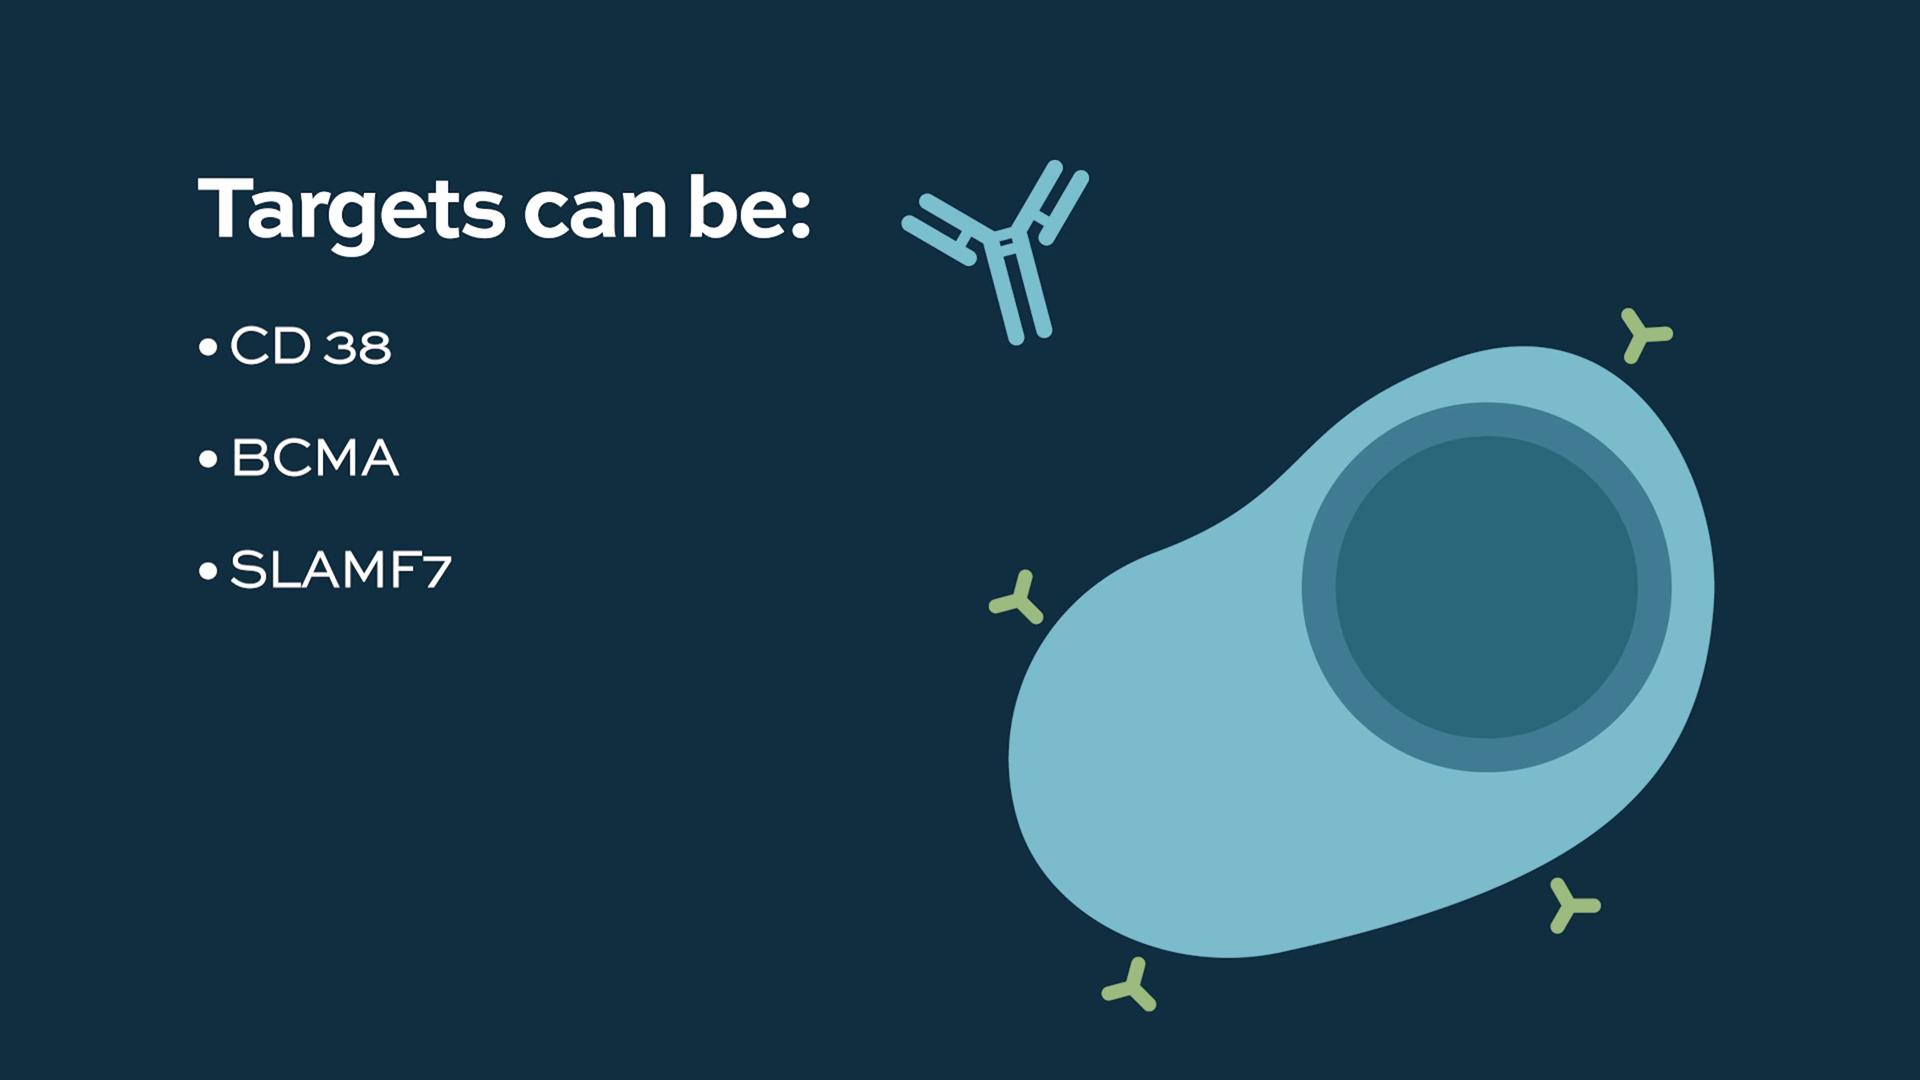 Targets can be:
• CD 38
• BCMA
• SLAMF7